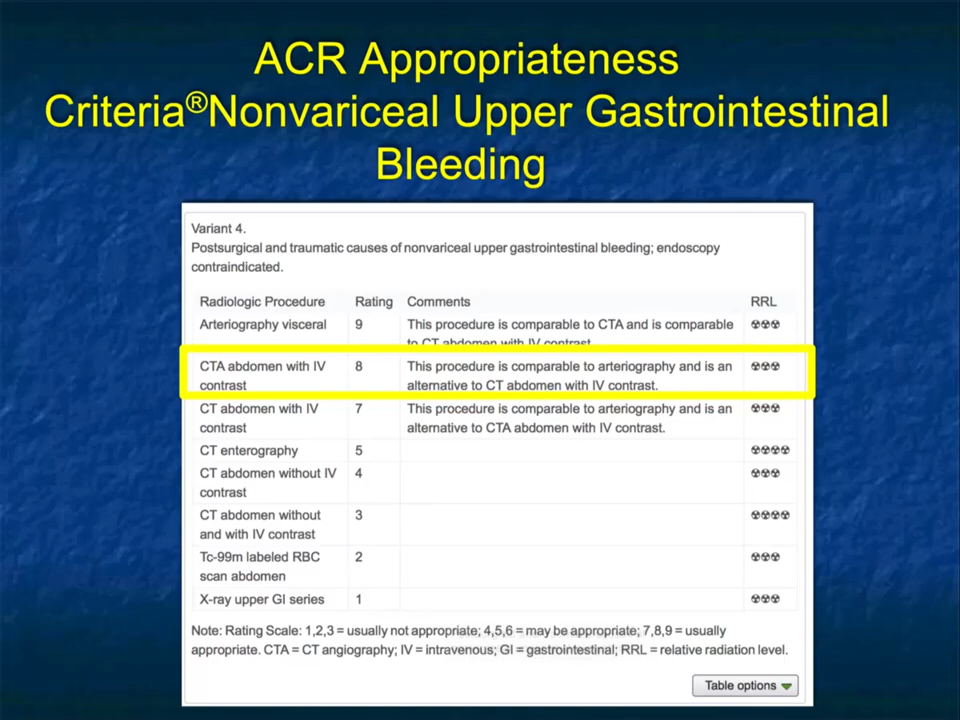 ACR Appropriateness
Criteria®Nonvariceal Upper Gastrointestinal
Bleeding
Variant 4.
Postsurgical and traumatic causes of nonvariceal upper gastrointestinal bleeding; endoscopy
contraindicated.
Radiologic Procedure Rating Comments RRL
Arteriography visceral 9 This procedure is comparable to CTA and is comparable ☢☢☢
to CT abdomen with IV contrast.
CTA abdomen with IV 8 This procedure is comparable to arteriography and is an ☢☢☢
contrast alternative to CT abdomen with IV contrast.
CT abdomen with IV 7 This procedure is comparable to arteriography and is an ☢☢☢
contrast alternative to CTA abdomen with IV contrast.
CT enterography 5 ☢☢☢☢
CT abdomen without IV 4 ☢☢☢
contrast
CT abdomen without 3 ☢☢☢☢
and with IV contrast
Tc-99m labeled RBC 2 ☢☢☢
scan abdomen
X-ray upper GI series 1 ☢☢☢
Note: Rating Scale: 1,2,3 = usually not appropriate; 4,5,6 = may be appropriate; 7,8,9 = usually
appropriate. CTA = CT angiography; IV = intravenous; GI = gastrointestinal; RRL = relative radiation level.
Table options